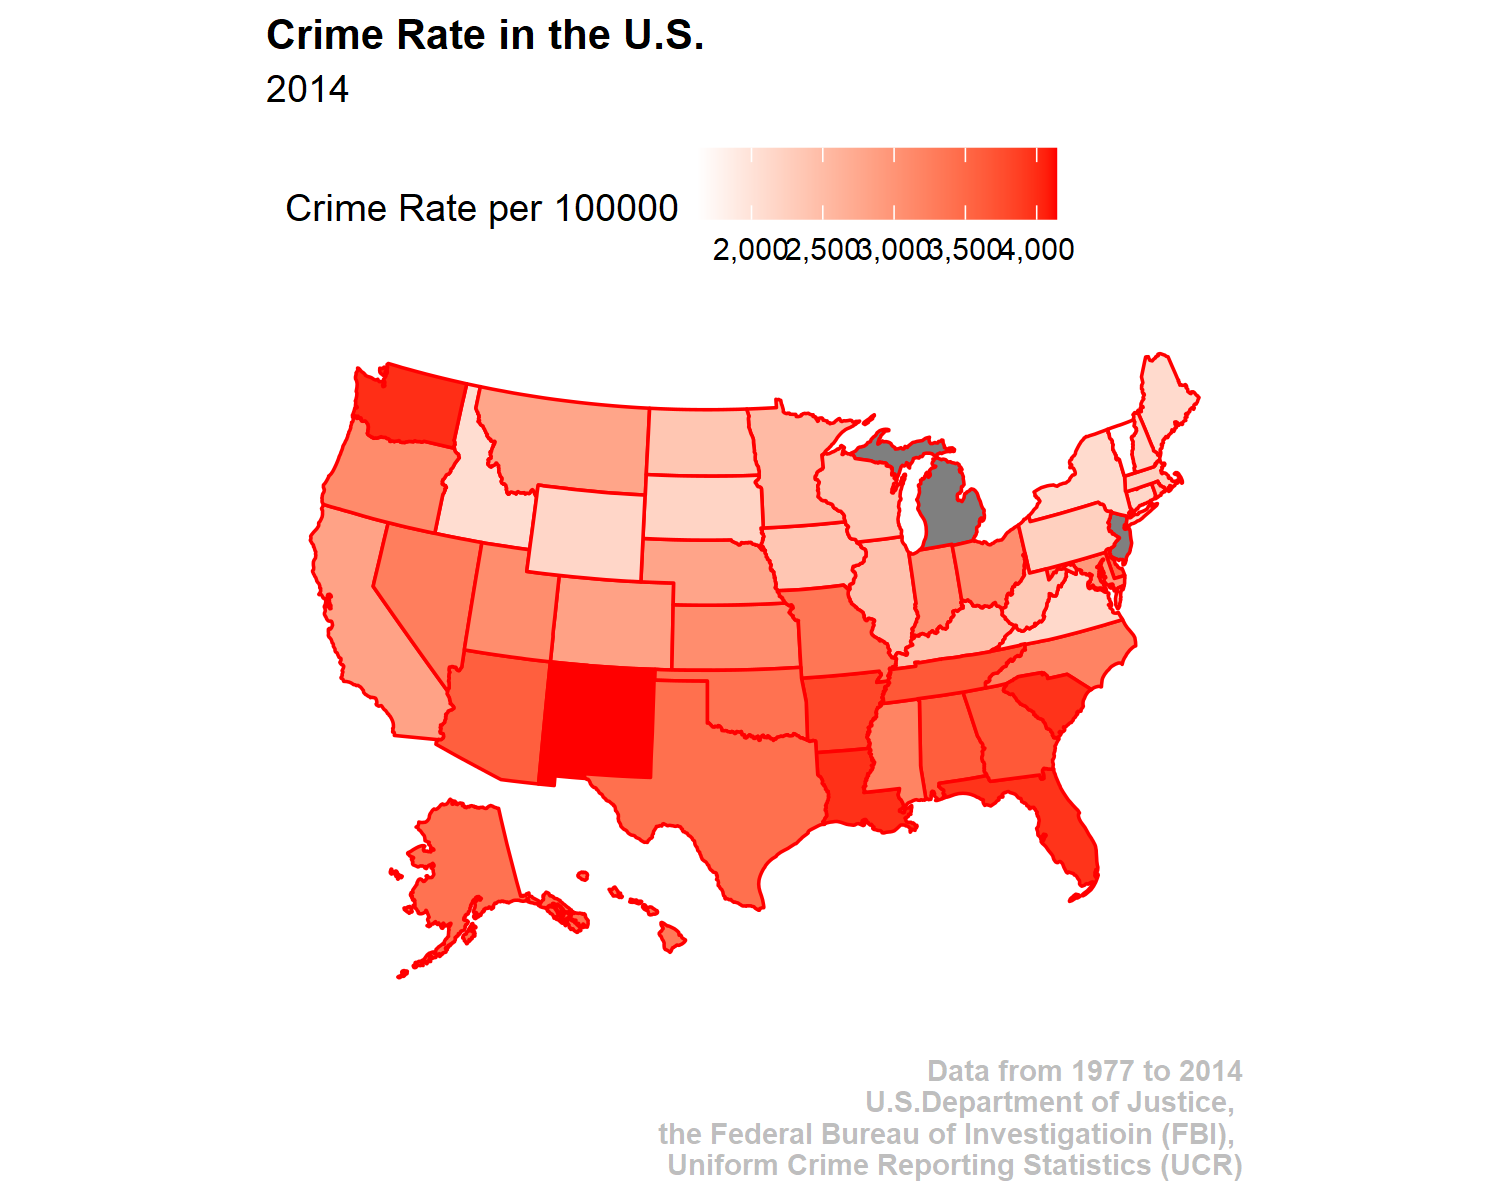 Crime Rate in the U.S.
2014
Crime Rate per 100000
2,000 2,500 3,000 3,500 4,000
Data from 1977 to 2014
U.S.Department of Justice,
the Federal Bureau of Investigatioin (FBI),
Uniform Crime Reporting Statistics (UCR)